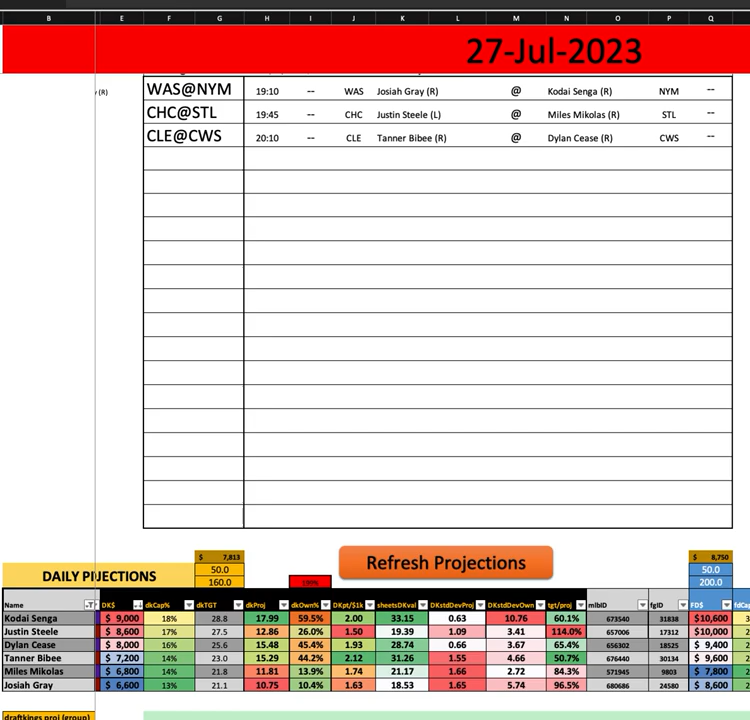 B E F G H I J K L M N O P Q
27-Jul-2023
(R) WAS@NYM 19:10 -- WAS Josiah Gray (R) @ Kodai Senga (R) NYM --
CHC@STL 19:45 -- CHC Justin Steele (L) @ Miles Mikolas (R) STL --
CLE@CWS 20:10 -- CLE Tanner Bibee (R) @ Dylan Cease (R) CWS --
$ 7,813 $ 8,750
DAILY PIJECTIONS 50.0 Refresh Projections 50.0
160.0 200.0
Name DK$ dkCap% dkTGT dkProj dkOwn% DKpt/$1k sheetsDKval DKstdDevProj DKstdDevOwn tgt/proj mlbID fgID FD$ fdCap
Kodai Senga $ 9,000 18% 28.8 17.99 59.5% 2.00 33.15 0.63 10.76 60.1% 673540 31838 $10,600 3
Justin Steele $ 8,600 17% 27.5 12.86 26.0% 1.50 19.39 1.09 3.41 114.0% 657006 17312 $10,000 2
Dylan Cease $ 8,000 16% 25.6 15.48 45.4% 1.93 28.74 0.66 3.67 65.4% 656302 18525 $ 9,400 2
Tanner Bibee $ 7,200 14% 23.0 15.29 44.2% 2.12 31.26 1.55 4.66 50.7% 676440 30134 $ 9,600 2
Miles Mikolas $ 6,800 14% 21.8 11.81 13.9% 1.74 21.17 1.66 2.72 84.3% 571945 9803 $ 7,800 2
Josiah Gray $ 6,600 13% 21.1 10.75 10.4% 1.63 18.53 1.65 5.74 96.5% 680686 24580 $ 8,600 2
draftkings proj (group)